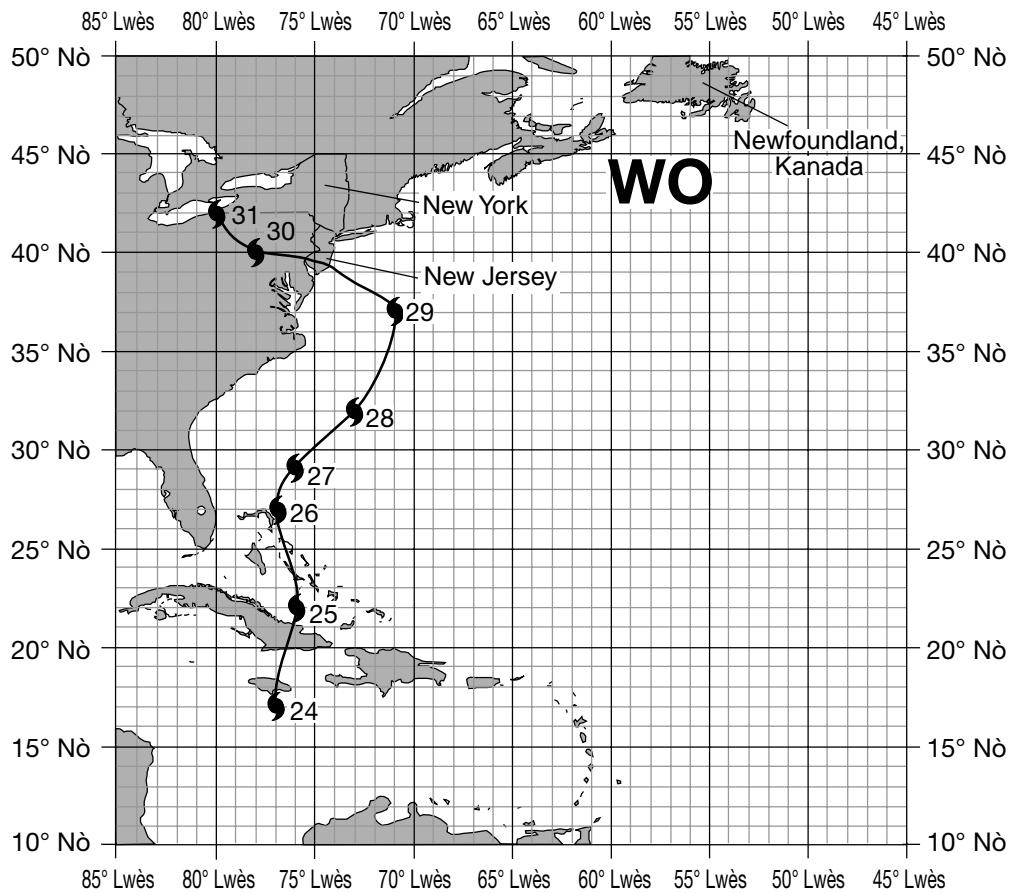 85° Lwès 80° Lwès 75° Lwès 70° Lwès 65° Lwès 60° Lwès 55° Lwès 50° Lwès 45° Lwès
50° Nò 50° Nò
Newfoundland,
Kanada
45° Nò 45° Nò
WO
New York
31
30
40° Nò 40° Nò
New Jersey
29
35° Nò 35° Nò
28
30° Nò 30° Nò
27
26
25° Nò 25° Nò
25
20° Nò 20° Nò
24
15° Nò 15° Nò
10° Nò 10° Nò
85° Lwès 80° Lwès 75° Lwès 70° Lwès 65° Lwès 60° Lwès 55° Lwès 50° Lwès 45° Lwès